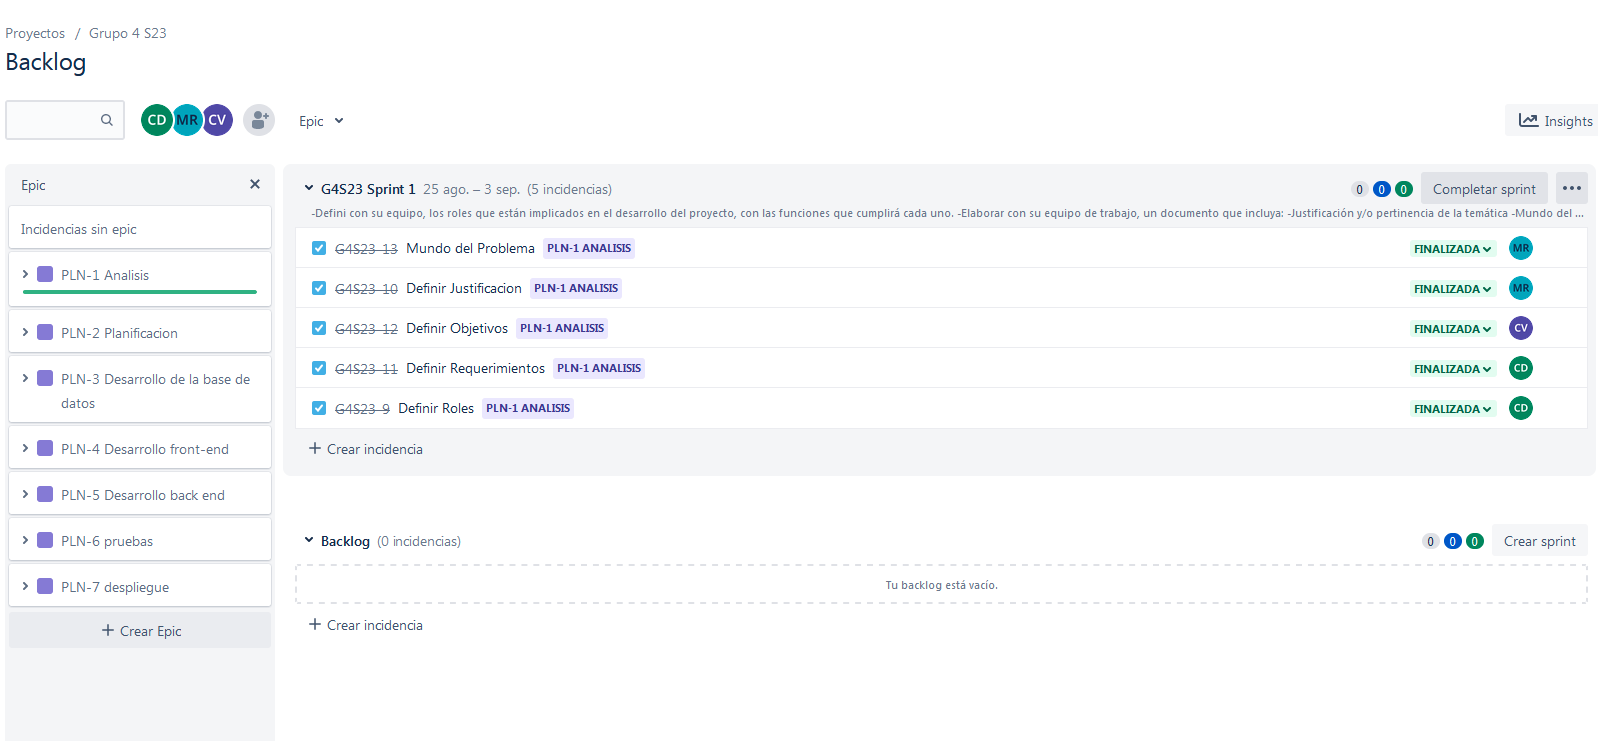 Proyectos / Grupo 4 S23
Backlog
CD MR CV Epic Insights
Epic
Incidencias sin epic
PLN-1 Analisis
PLN-2 Planificacion
PLN-3 Desarrollo de la base de
datos
PLN-4 Desarrollo front-end
PLN-5 Desarrollo back end
PLN-6 pruebas
PLN-7 despliegue
+ Crear Epic
G4S23 Sprint 1 25 ago. – 3 sep. (5 incidencias) 0 0 0 Completar sprint
-Defini con su equipo, los roles que están implicados en el desarrollo del proyecto, con las funciones que cumplirá cada uno. -Elaborar con su equipo de trabajo, un documento que incluya: -Justificación y/o pertinencia de la temática -Mundo del ...
G4S23-13 Mundo del Problema PLN-1 ANALISIS FINALIZADA MR
G4S23-10 Definir Justificacion PLN-1 ANALISIS FINALIZADA MR
G4S23-12 Definir Objetivos PLN-1 ANALISIS FINALIZADA CV
G4S23-11 Definir Requerimientos PLN-1 ANALISIS FINALIZADA CD
G4S23-9 Definir Roles PLN-1 ANALISIS FINALIZADA CD
+ Crear incidencia
Backlog (0 incidencias) 0 0 0 Crear sprint
Tu backlog está vacío.
+ Crear incidencia